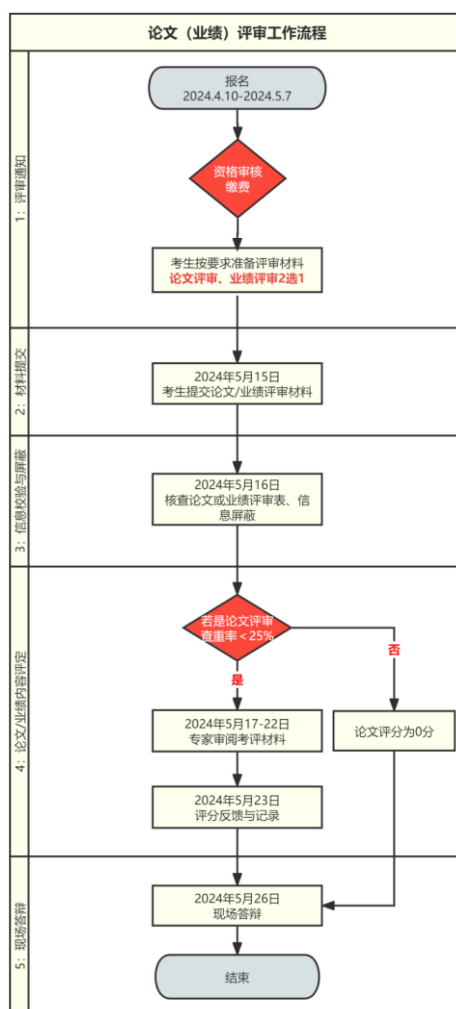 论文（业绩）评审工作流程
1：评审通知
报名
2024.4.10-2024.5.7
资格审核
缴费
考生按要求准备评审材料
论文评审、业绩评审2选1
2：材料提交
2024年5月15日
考生提交论文/业绩评审材料
3：信息校验与屏蔽
2024年5月16日
核查论文或业绩评审表、信
息屏蔽
4：论文/业绩内容评定
若是论文评审
查重率＜25%
否
是
2024年5月17-22日
专家审阅考评材料
论文评分为0分
2024年5月23日
评分反馈与记录
5：现场答辩
2024年5月26日
现场答辩
结束